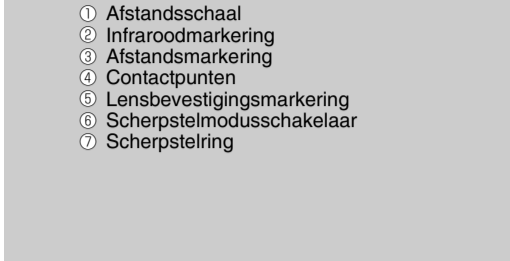 ① Afstandsschaal
② Infraroodmarkering
③ Afstandsmarkering
④ Contactpunten
⑤ Lensbevestigingsmarkering
⑥ Scherpstelmodusschakelaar
⑦ Scherpstelring